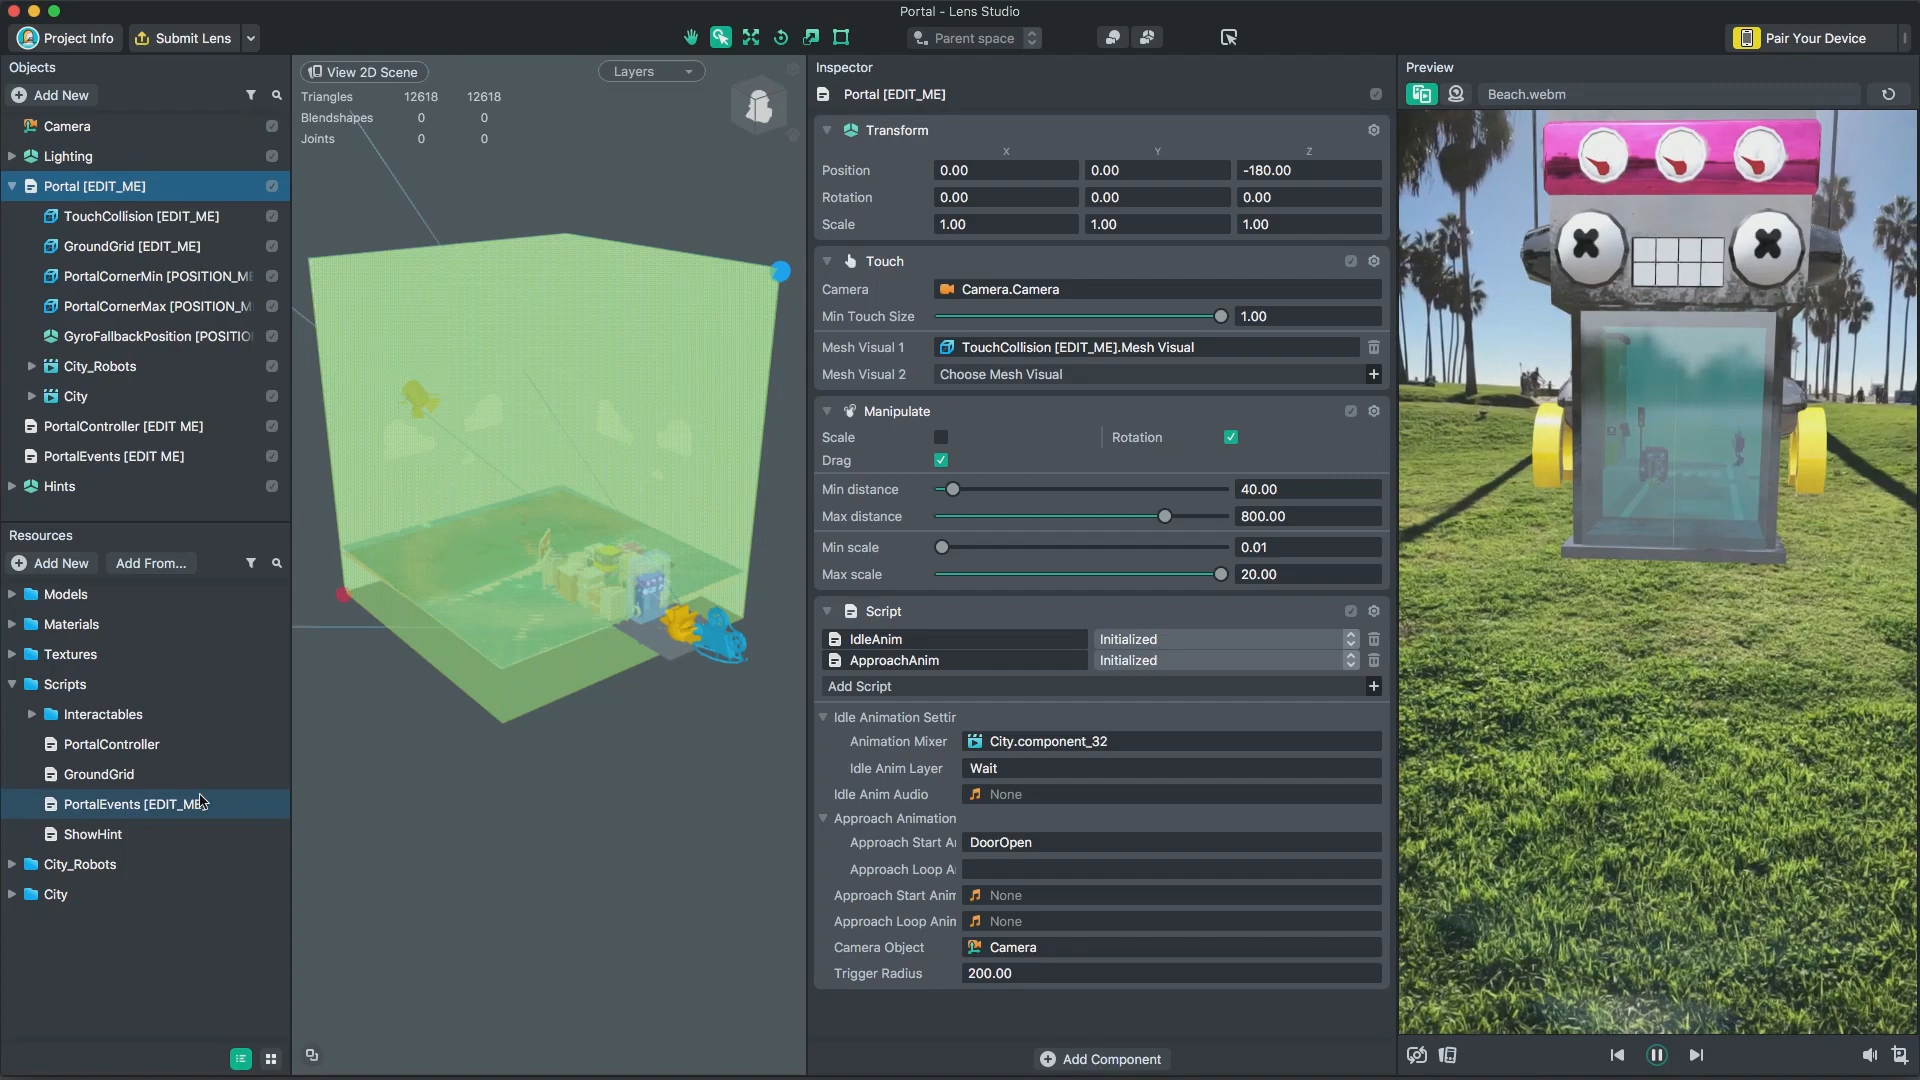 Portal - Lens Studio
Project Info
Submit Lens
Parent space
Pair Your Device
Objects
Add New
Camera
Lighting
Portal [EDIT_ME]
TouchCollision [EDIT_ME]
GroundGrid [EDIT_ME]
PortalCornerMin [POSITION_ME
PortalCornerMax [POSITION_M
GyroFallbackPosition [POSITIO
City_Robots
City
PortalController [EDIT ME]
PortalEvents [EDIT ME]
Hints
Resources
Add New
Add From...
Models
Materials
Textures
Scripts
Interactables
PortalController
GroundGrid
PortalEvents [EDIT_ME
ShowHint
City_Robots
City
View 2D Scene
Layers
Triangles 12618 12618
Blendshapes 0 0
Joints 0 0
Inspector
Portal [EDIT_ME]
Transform
X Y Z
Position 0.00 0.00 -180.00
Rotation 0.00 0.00 0.00
Scale 1.00 1.00 1.00
Touch
Camera Camera.Camera
Min Touch Size 1.00
Mesh Visual 1 TouchCollision [EDIT_ME].Mesh Visual
Mesh Visual 2 Choose Mesh Visual
Manipulate
Scale Rotation
Drag
Min distance 40.00
Max distance 800.00
Min scale 0.01
Max scale 20.00
Script
IdleAnim Initialized
ApproachAnim Initialized
Add Script
Idle Animation Settin
Animation Mixer City.component_32
Idle Anim Layer Wait
Idle Anim Audio None
Approach Animation
Approach Start A DoorOpen
Approach Loop A
Approach Start Anim None
Approach Loop Anim None
Camera Object Camera
Trigger Radius 200.00
Add Component
Preview
Beach.webm